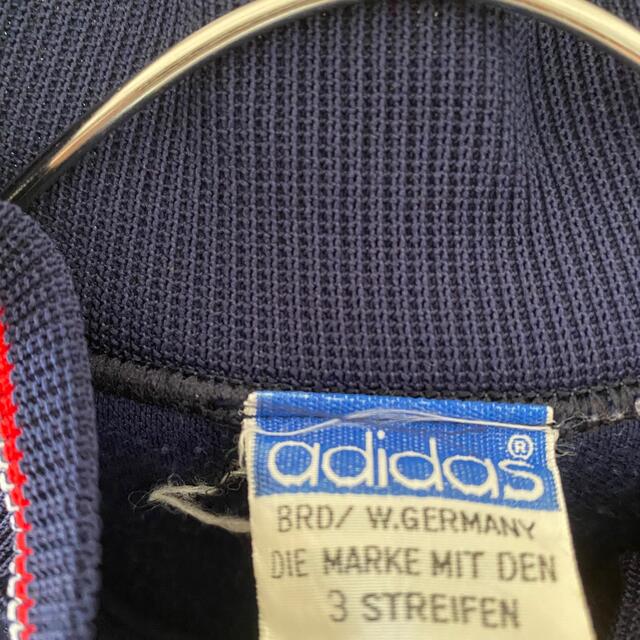 adidas®
BRD/ W.GERMANY
DIE MARKE MIT DEN
3 STREIFEN